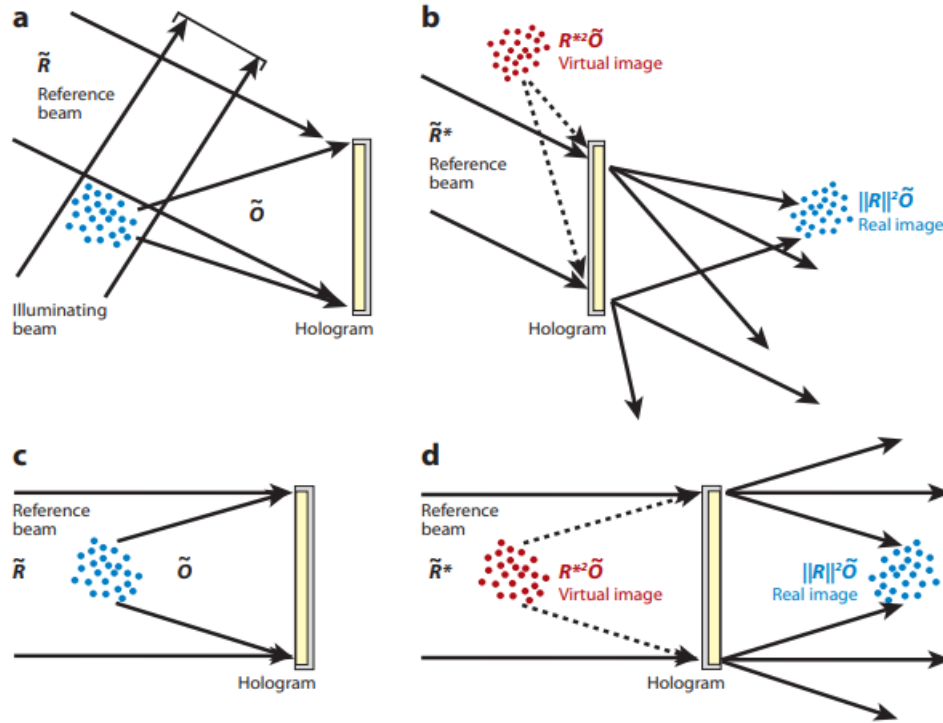 a
R̃
Reference
beam
Õ
Illuminating
beam
Hologram
b
R*²Õ
Virtual image
R̃*
Reference
beam
||R||²Õ
Real image
Hologram
c
Reference
beam
R̃
Õ
Hologram
d
Reference
beam
R̃*
R*²Õ
Virtual image
||R||²Õ
Real image
Hologram